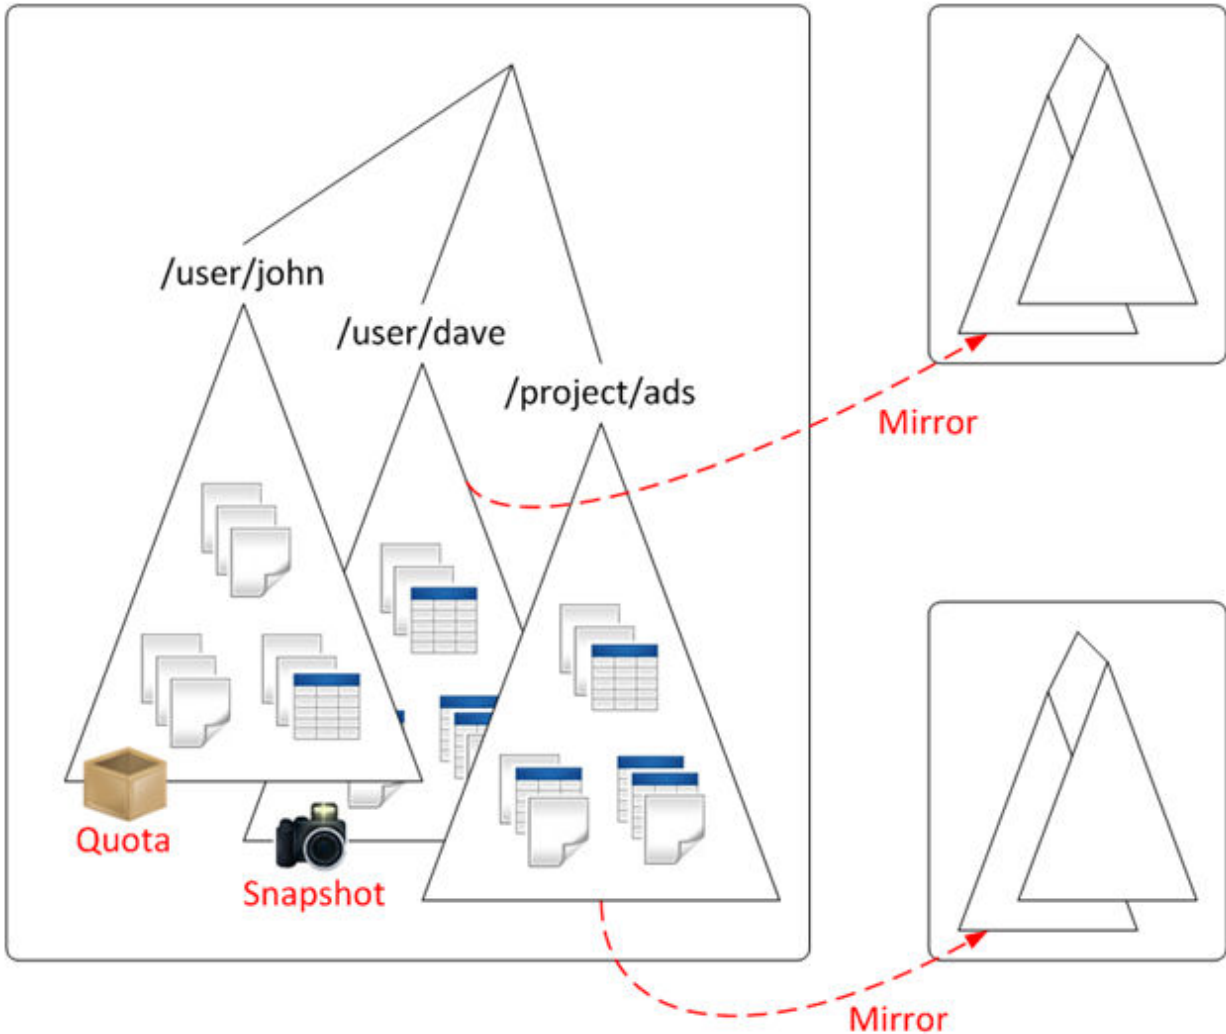 /user/john
/user/dave
/project/ads
Mirror
Quota
Snapshot
Mirror